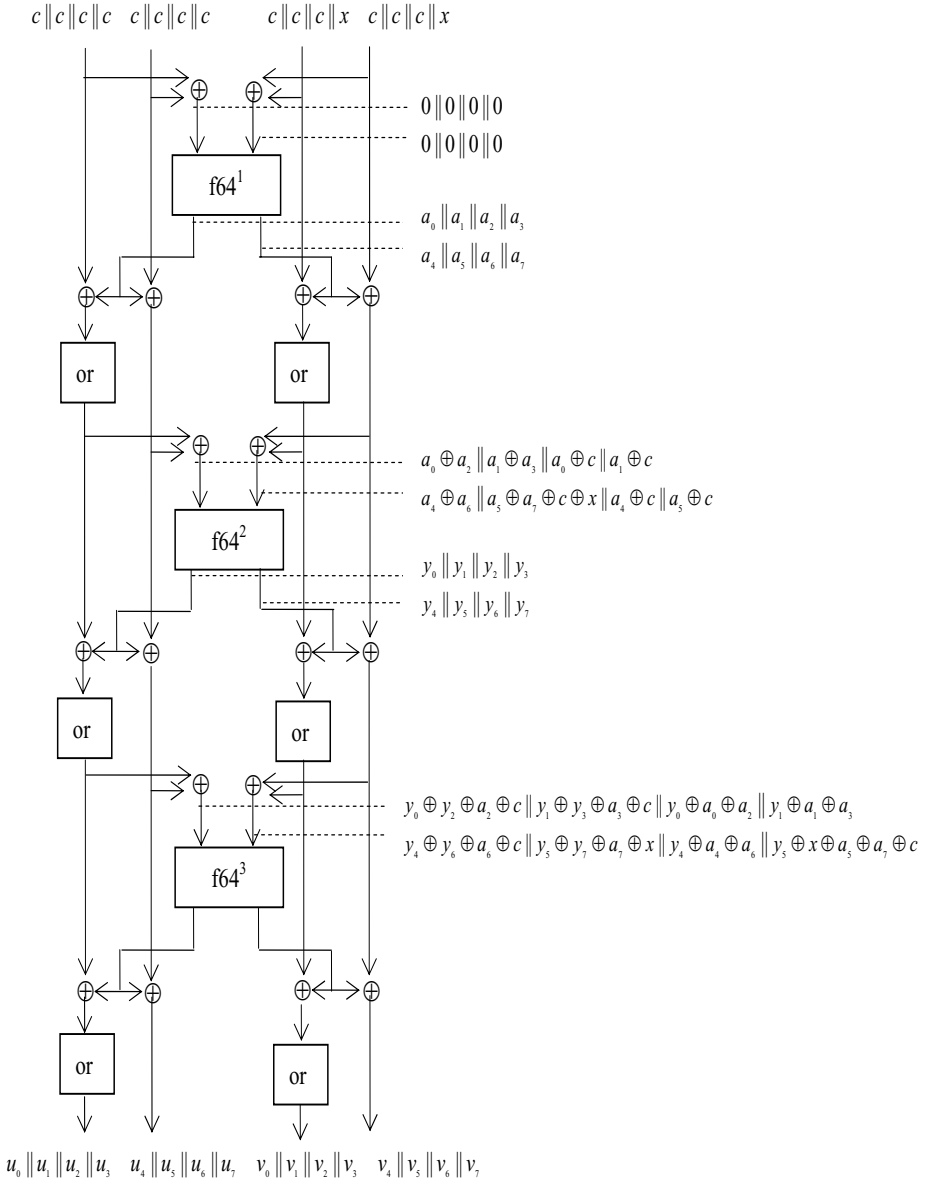 c‖c‖c‖c c‖c‖c‖c c‖c‖c‖x c‖c‖c‖x
0‖0‖0‖0
0‖0‖0‖0
f64¹
a₀‖a₁‖a₂‖a₃
a₄‖a₅‖a₆‖a₇
or or
a₀⊕a₂‖a₁⊕a₃‖a₀⊕c‖a₁⊕c
a₄⊕a₆‖a₅⊕a₇⊕c⊕x‖a₄⊕c‖a₅⊕c
f64²
y₀‖y₁‖y₂‖y₃
y₄‖y₅‖y₆‖y₇
or or
y₀⊕y₂⊕a₂⊕c‖y₁⊕y₃⊕a₃⊕c‖y₀⊕a₀⊕a₂‖y₁⊕a₁⊕a₃
y₄⊕y₆⊕a₆⊕c‖y₅⊕y₇⊕a₇⊕x‖y₄⊕a₄⊕a₆‖y₅⊕x⊕a₅⊕a₇⊕c
f64³
or or
u₀‖u₁‖u₂‖u₃ u₄‖u₅‖u₆‖u₇ v₀‖v₁‖v₂‖v₃ v₄‖v₅‖v₆‖v₇